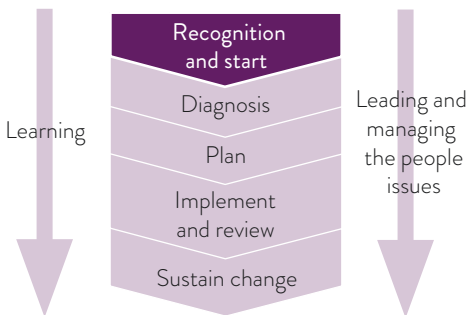 Recognition
and start
Diagnosis
Plan
Implement
and review
Sustain change
Learning
Leading and
managing
the people
issues